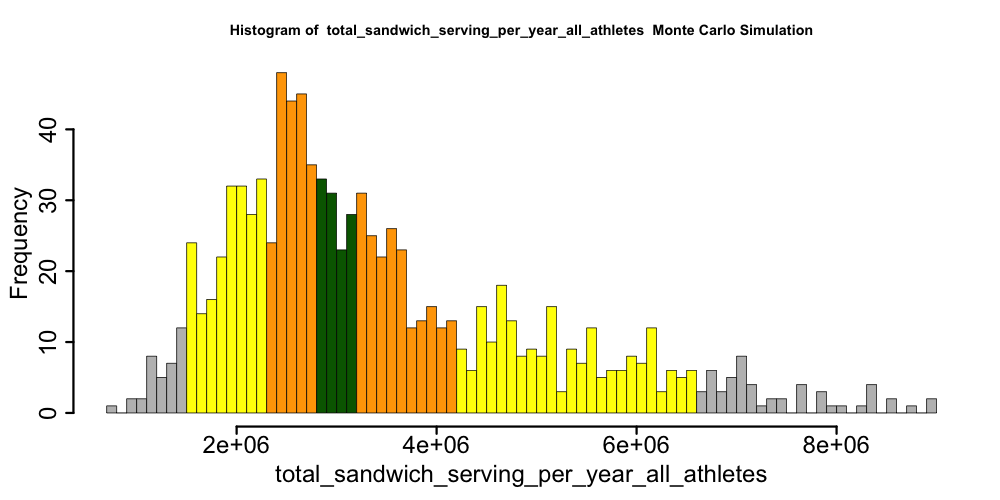 Histogram of  total_sandwich_serving_per_year_all_athletes  Monte Carlo Simulation
Frequency
40
30
20
10
0
2e+06 4e+06 6e+06 8e+06
total_sandwich_serving_per_year_all_athletes